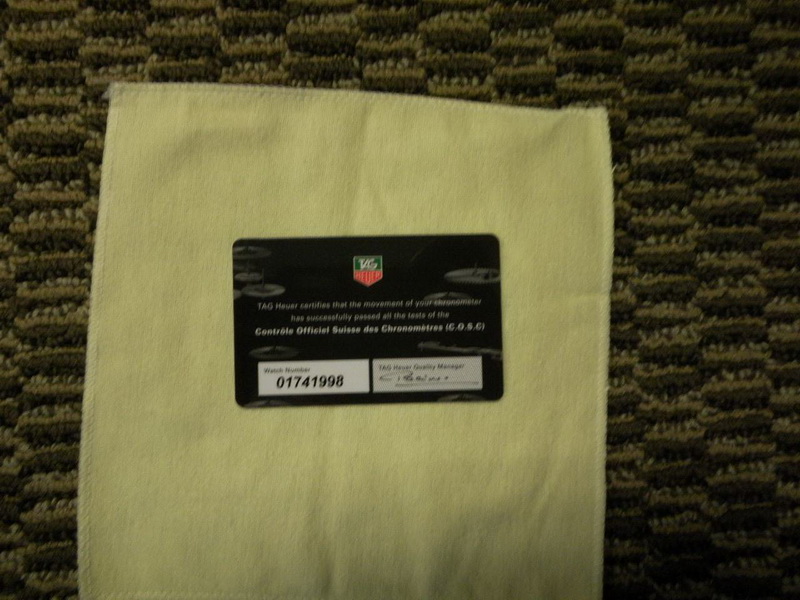 TAG
HEUER
TAG Heuer certifies that the movement of your chronometer
has successfully passed all the tests of the
Contrôle Officiel Suisse des Chronomètres (C.O.S.C)
Watch Number
01741998
TAG Heuer Quality Manager